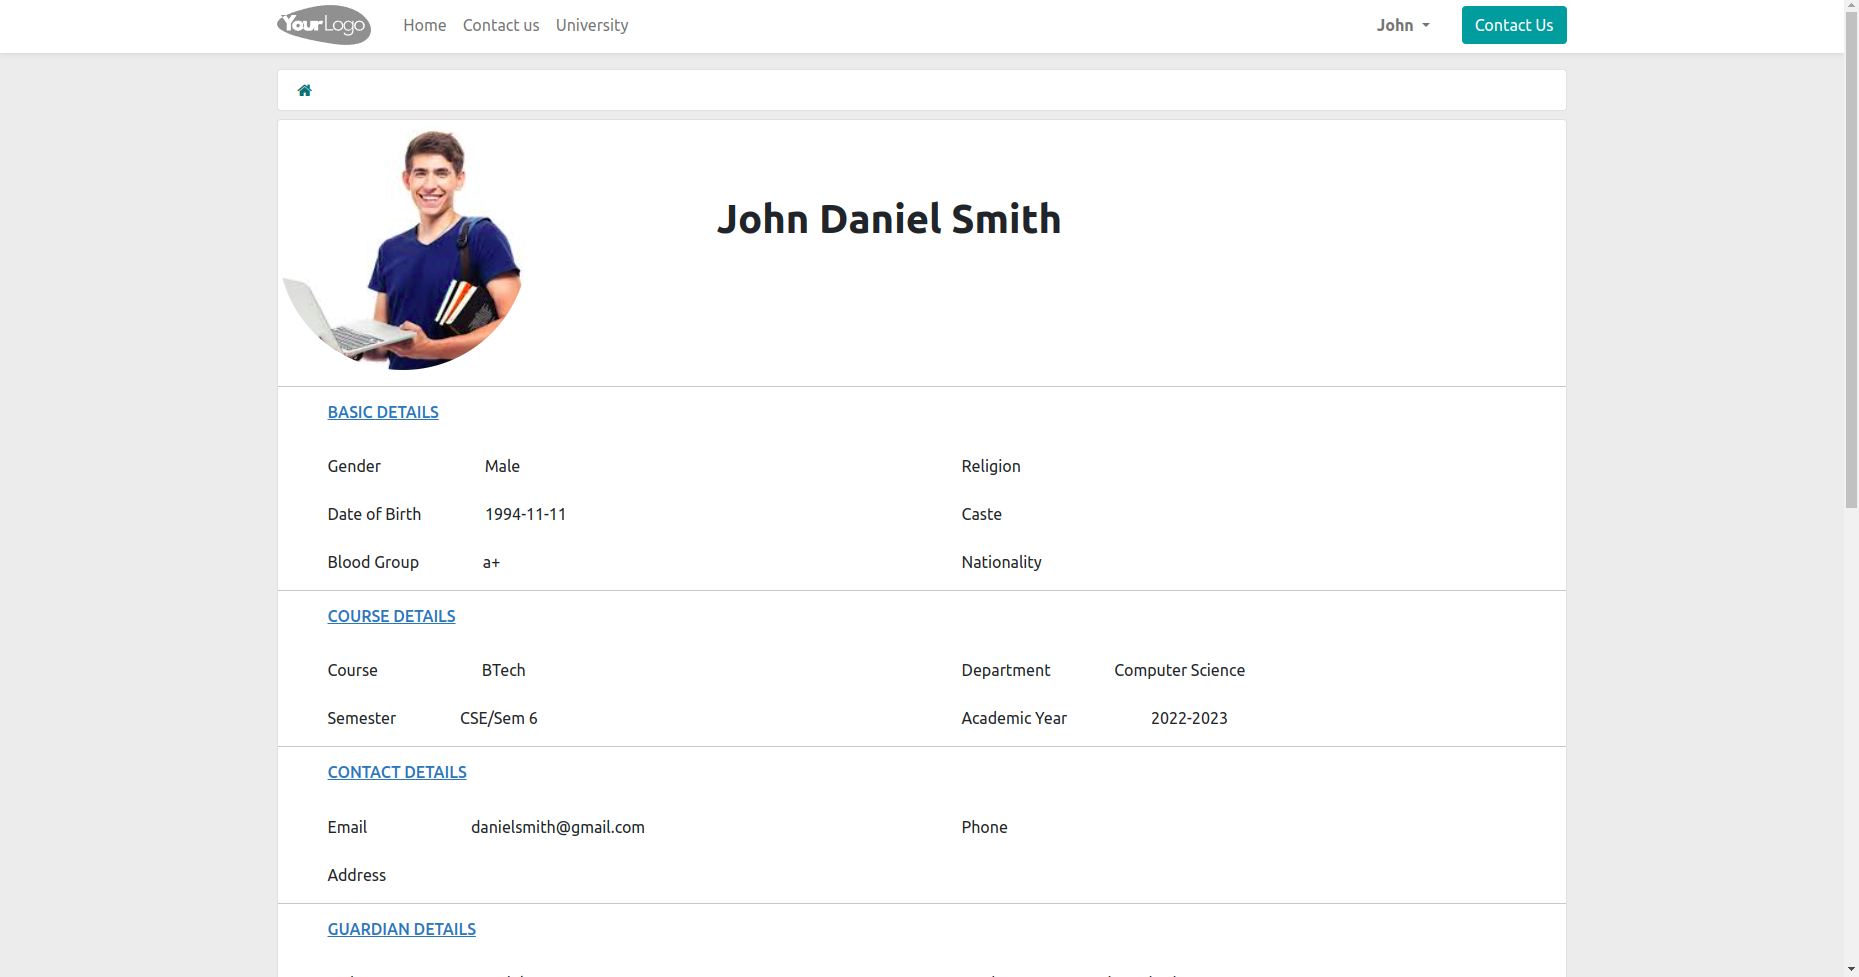 YourLogo Home Contact us University John Contact Us
John Daniel Smith
BASIC DETAILS
Gender Male Religion
Date of Birth 1994-11-11 Caste
Blood Group a+ Nationality
COURSE DETAILS
Course BTech Department Computer Science
Semester CSE/Sem 6 Academic Year 2022-2023
CONTACT DETAILS
Email danielsmith@gmail.com Phone
Address
GUARDIAN DETAILS